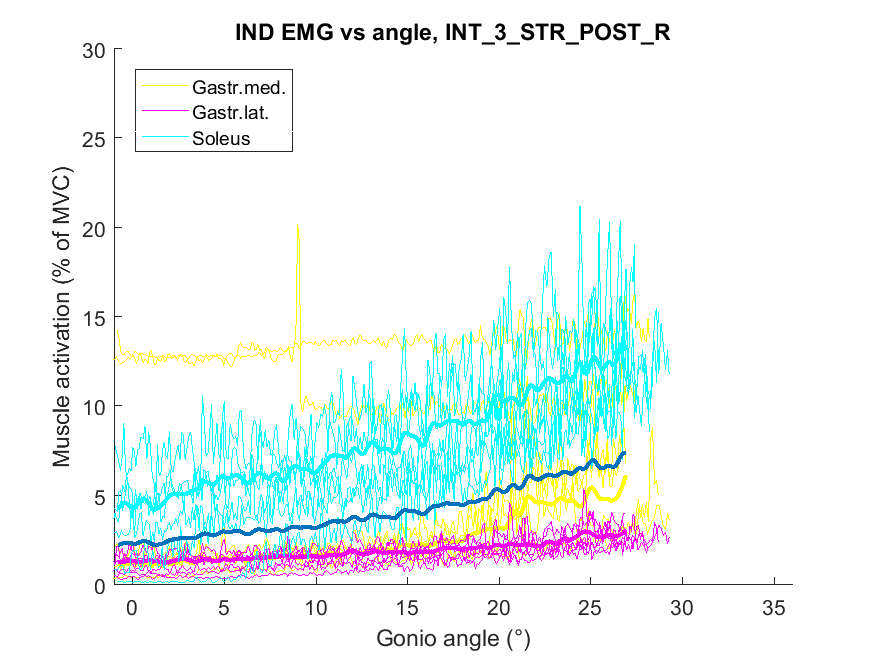 IND EMG vs angle, INT_3_STR_POST_R
30
25
20
15
10
5
0
Muscle activation (% of MVC)
Gastr.med.
Gastr.lat.
Soleus
0 5 10 15 20 25 30 35
Gonio angle (°)